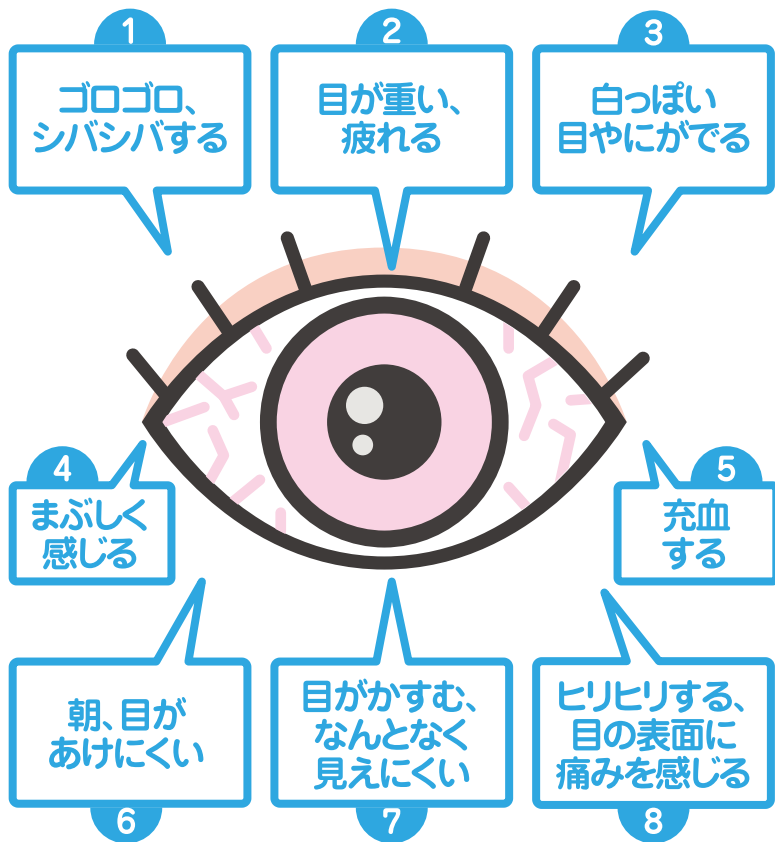 1
ゴロゴロ、
シバシバする
2
目が重い、
疲れる
3
白っぽい
目やにがでる
4
まぶしく
感じる
5
充血
する
6
朝、目が
あけにくい
7
目がかすむ、
なんとなく
見えにくい
8
ヒリヒリする、
目の表面に
痛みを感じる